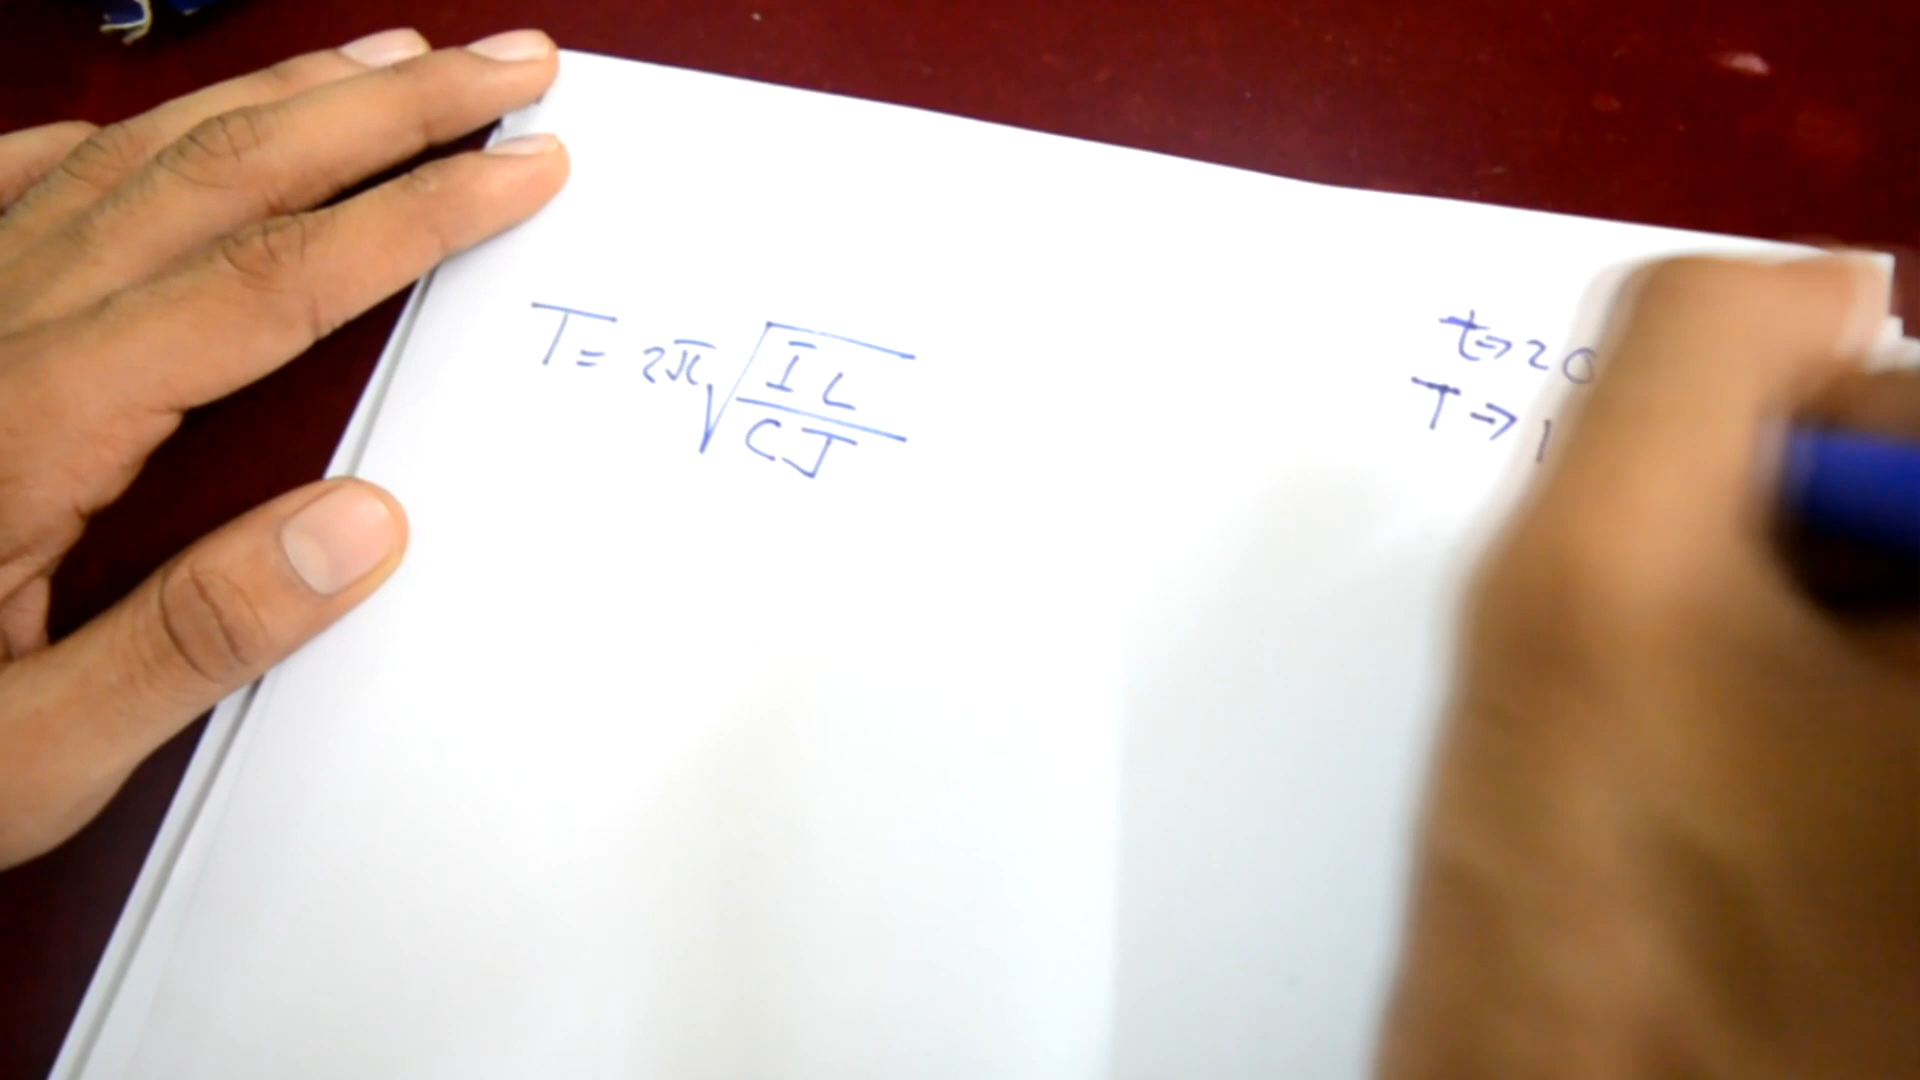 T = 2π√(IL/CJ)
t ⇒ 20
T ⇒ 1